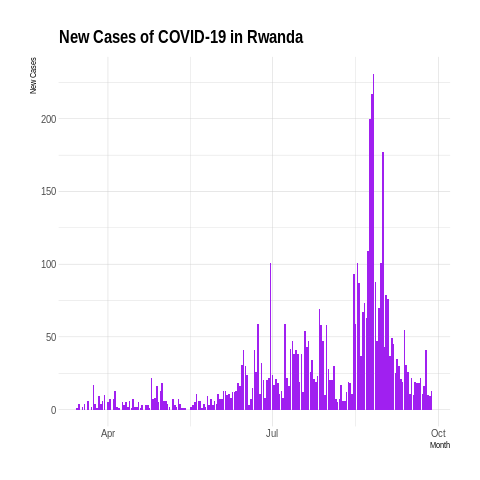 New Cases of COVID-19 in Rwanda
New Cases
200
150
100
50
0
Apr
Jul
Oct
Month